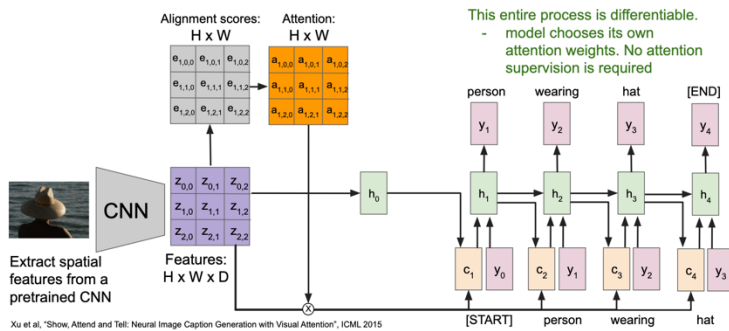 Alignment scores:
H x W
Attention:
H x W
This entire process is differentiable.
- model chooses its own
attention weights. No attention
supervision is required
e1,0,0 e1,0,1 e1,0,2
e1,1,0 e1,1,1 e1,1,2
e1,2,0 e1,2,1 e1,2,2
a1,0,0 a1,0,1 a1,0,2
a1,1,0 a1,1,1 a1,1,2
a1,2,0 a1,2,1 a1,2,2
person wearing hat [END]
y1 y2 y3 y4
CNN
z0,0 z0,1 z0,2
z1,0 z1,1 z1,2
z2,0 z2,1 z2,2
h0 h1 h2 h3 h4
Extract spatial
features from a
pretrained CNN
Features:
H x W x D
X
c1 y0 c2 y1 c3 y2 c4 y3
[START] person wearing hat
Xu et al, "Show, Attend and Tell: Neural Image Caption Generation with Visual Attention", ICML 2015